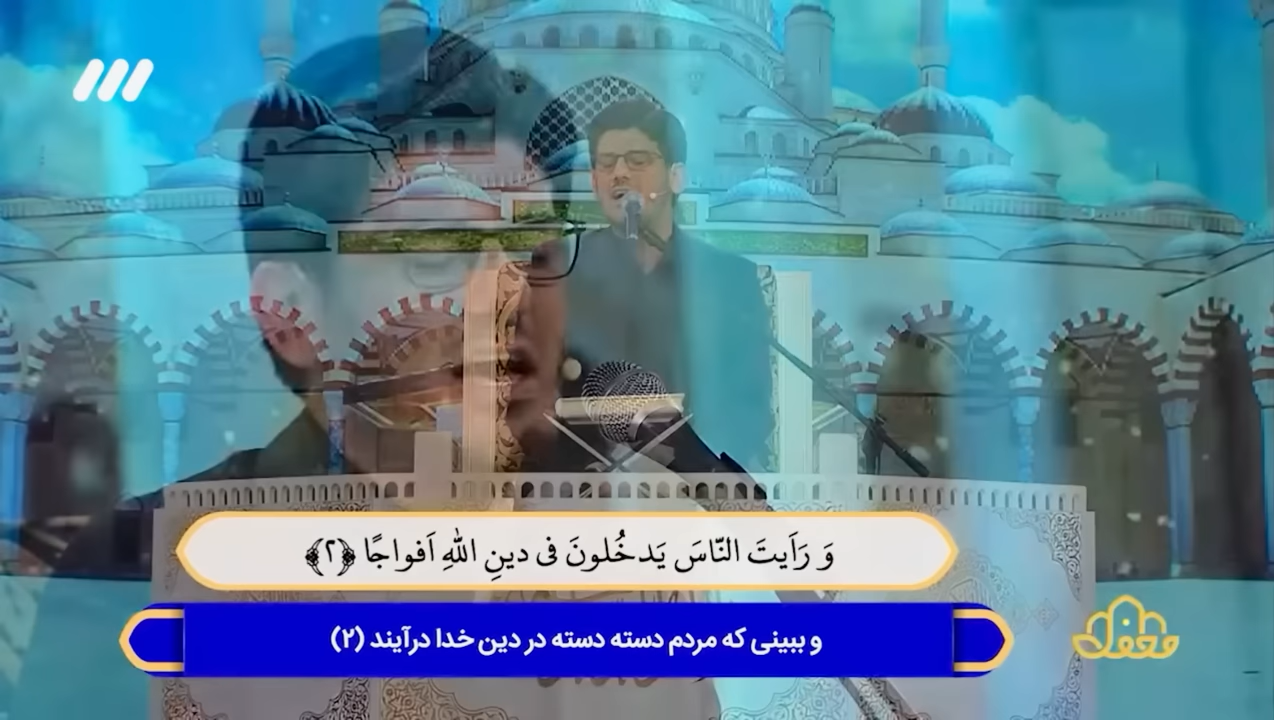 وَ رَاَیتَ النّاسَ یَدخُلونَ فی دینِ اللهِ اَفواجًا ﴿۲﴾
و ببینی که مردم دسته دسته در دین خدا درآیند (۲)
محفل